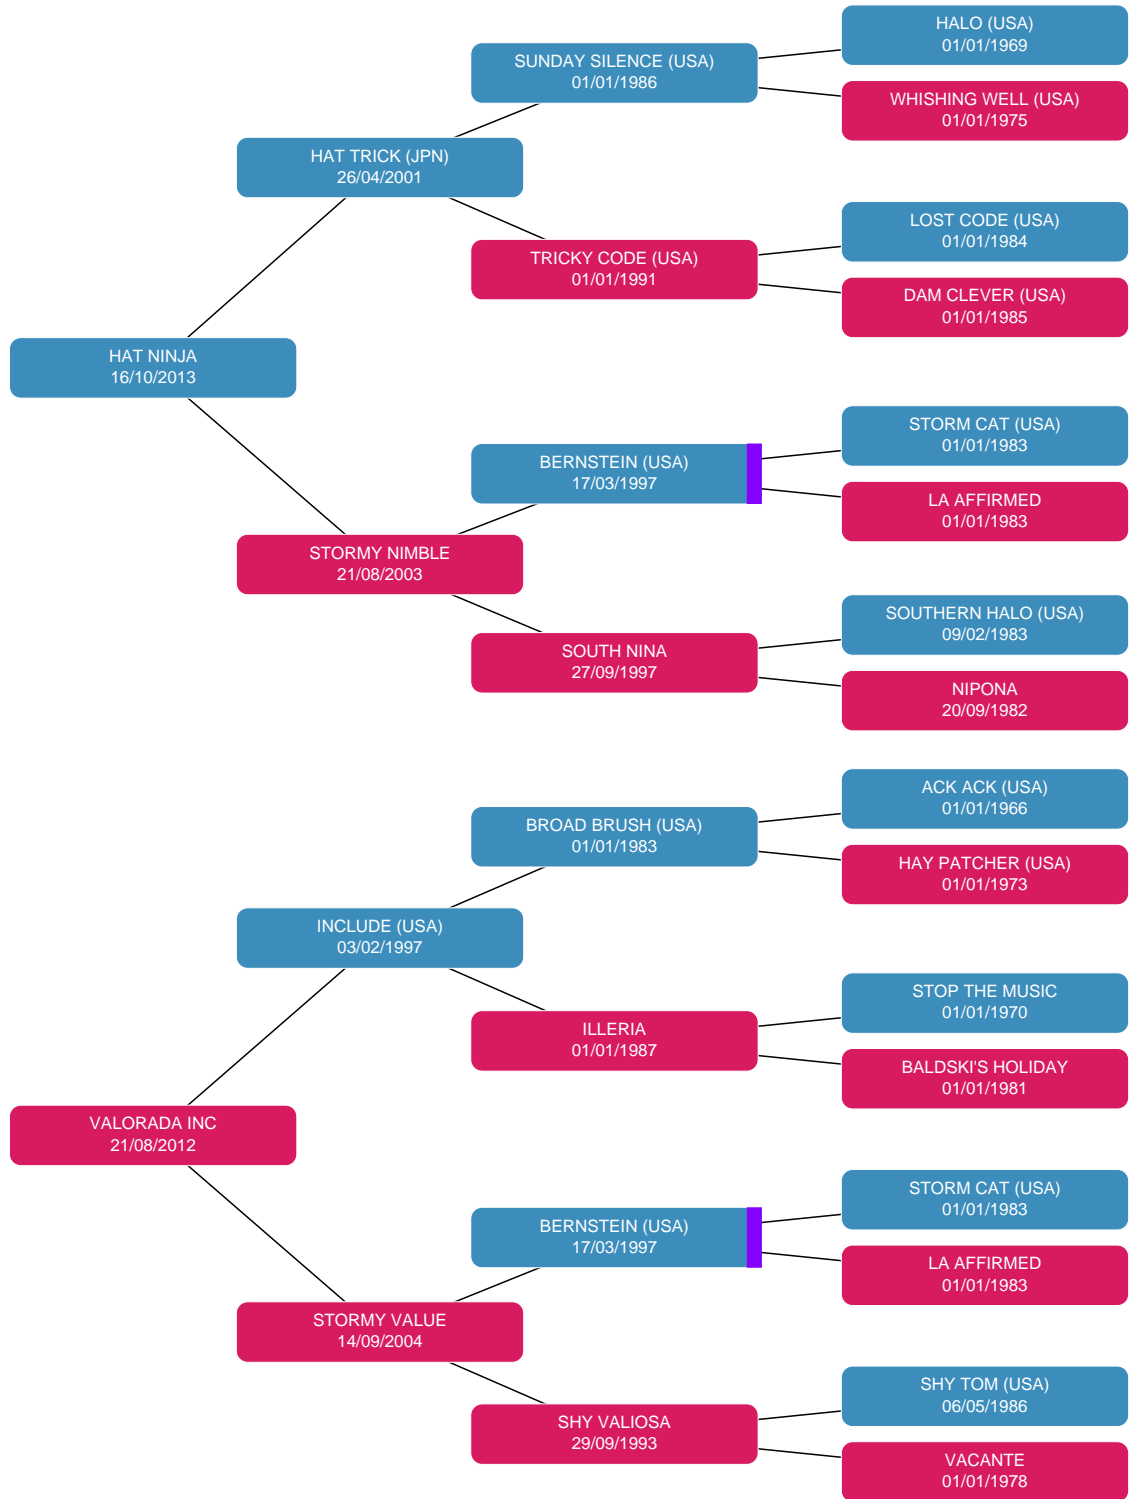 HALO (USA)
01/01/1969
SUNDAY SILENCE (USA)
01/01/1986
WHISHING WELL (USA)
01/01/1975
HAT TRICK (JPN)
26/04/2001
LOST CODE (USA)
01/01/1984
TRICKY CODE (USA)
01/01/1991
DAM CLEVER (USA)
01/01/1985
HAT NINJA
16/10/2013
STORM CAT (USA)
01/01/1983
BERNSTEIN (USA)
17/03/1997
LA AFFIRMED
01/01/1983
STORMY NIMBLE
21/08/2003
SOUTHERN HALO (USA)
09/02/1983
SOUTH NINA
27/09/1997
NIPONA
20/09/1982
ACK ACK (USA)
01/01/1966
BROAD BRUSH (USA)
01/01/1983
HAY PATCHER (USA)
01/01/1973
INCLUDE (USA)
03/02/1997
STOP THE MUSIC
01/01/1970
ILLERIA
01/01/1987
BALDSKI'S HOLIDAY
01/01/1981
VALORADA INC
21/08/2012
STORM CAT (USA)
01/01/1983
BERNSTEIN (USA)
17/03/1997
LA AFFIRMED
01/01/1983
STORMY VALUE
14/09/2004
SHY TOM (USA)
06/05/1986
SHY VALIOSA
29/09/1993
VACANTE
01/01/1978